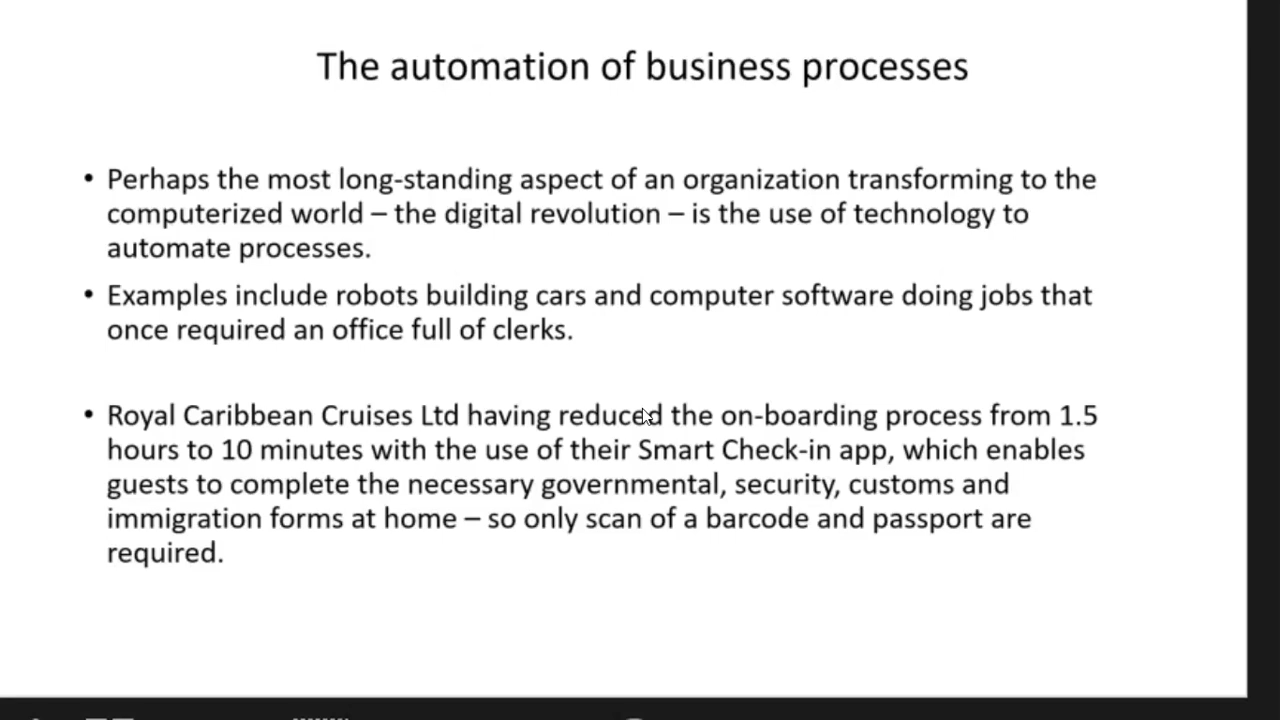 The automation of business processes
• Perhaps the most long-standing aspect of an organization transforming to the
computerized world – the digital revolution – is the use of technology to
automate processes.
• Examples include robots building cars and computer software doing jobs that
once required an office full of clerks.
• Royal Caribbean Cruises Ltd having reduced the on-boarding process from 1.5
hours to 10 minutes with the use of their Smart Check-in app, which enables
guests to complete the necessary governmental, security, customs and
immigration forms at home – so only scan of a barcode and passport are
required.